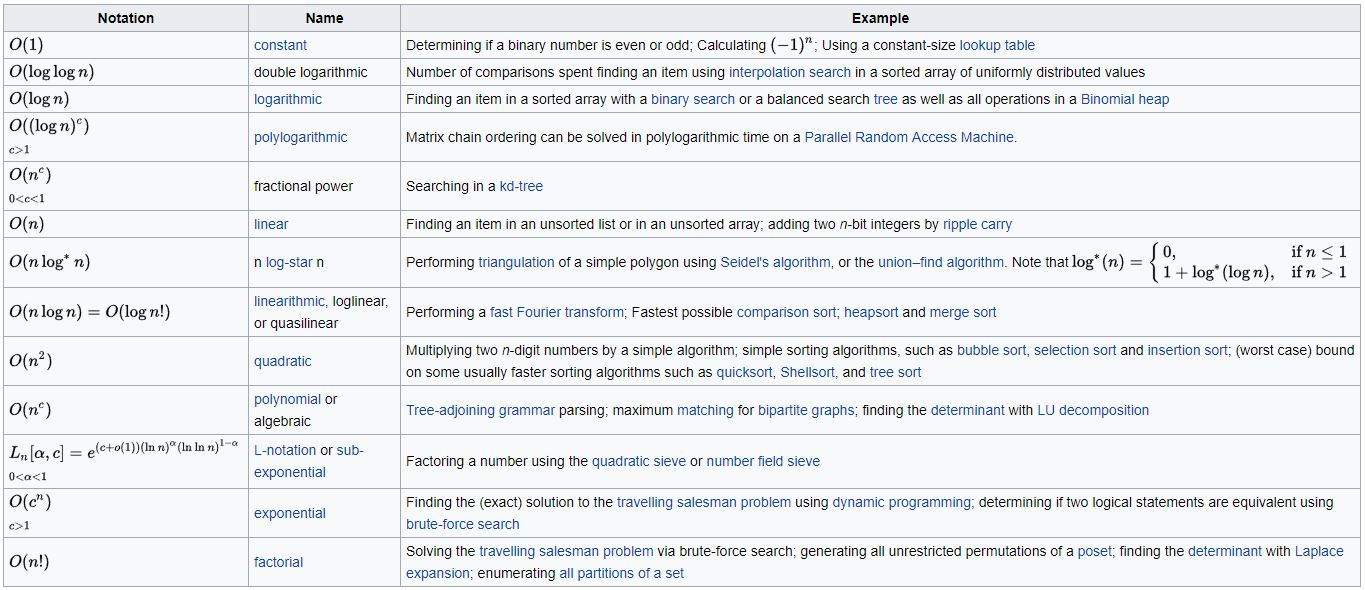 Notation Name Example
O(1) constant Determining if a binary number is even or odd; Calculating (−1)ⁿ; Using a constant-size lookup table
O(log log n) double logarithmic Number of comparisons spent finding an item using interpolation search in a sorted array of uniformly distributed values
O(log n) logarithmic Finding an item in a sorted array with a binary search or a balanced search tree as well as all operations in a Binomial heap
O((log n)ᶜ)
c>1
polylogarithmic Matrix chain ordering can be solved in polylogarithmic time on a Parallel Random Access Machine.
O(nᶜ)
0<c<1
fractional power Searching in a kd-tree
O(n) linear Finding an item in an unsorted list or in an unsorted array; adding two n-bit integers by ripple carry
O(n log* n) n log-star n Performing triangulation of a simple polygon using Seidel's algorithm, or the union–find algorithm. Note that log*(n) = { 0, if n ≤ 1
1 + log*(log n), if n > 1
O(n log n) = O(log n!) linearithmic, loglinear,
or quasilinear
Performing a fast Fourier transform; Fastest possible comparison sort; heapsort and merge sort
O(n²) quadratic Multiplying two n-digit numbers by a simple algorithm; simple sorting algorithms, such as bubble sort, selection sort and insertion sort; (worst case) bound
on some usually faster sorting algorithms such as quicksort, Shellsort, and tree sort
O(nᶜ) polynomial or
algebraic
Tree-adjoining grammar parsing; maximum matching for bipartite graphs; finding the determinant with LU decomposition
Lₙ[α, c] = e^((c+o(1))(ln n)^α(ln ln n)^(1−α))
0<α<1
L-notation or sub-
exponential
Factoring a number using the quadratic sieve or number field sieve
O(cⁿ)
c>1
exponential Finding the (exact) solution to the travelling salesman problem using dynamic programming; determining if two logical statements are equivalent using
brute-force search
O(n!) factorial Solving the travelling salesman problem via brute-force search; generating all unrestricted permutations of a poset; finding the determinant with Laplace
expansion; enumerating all partitions of a set